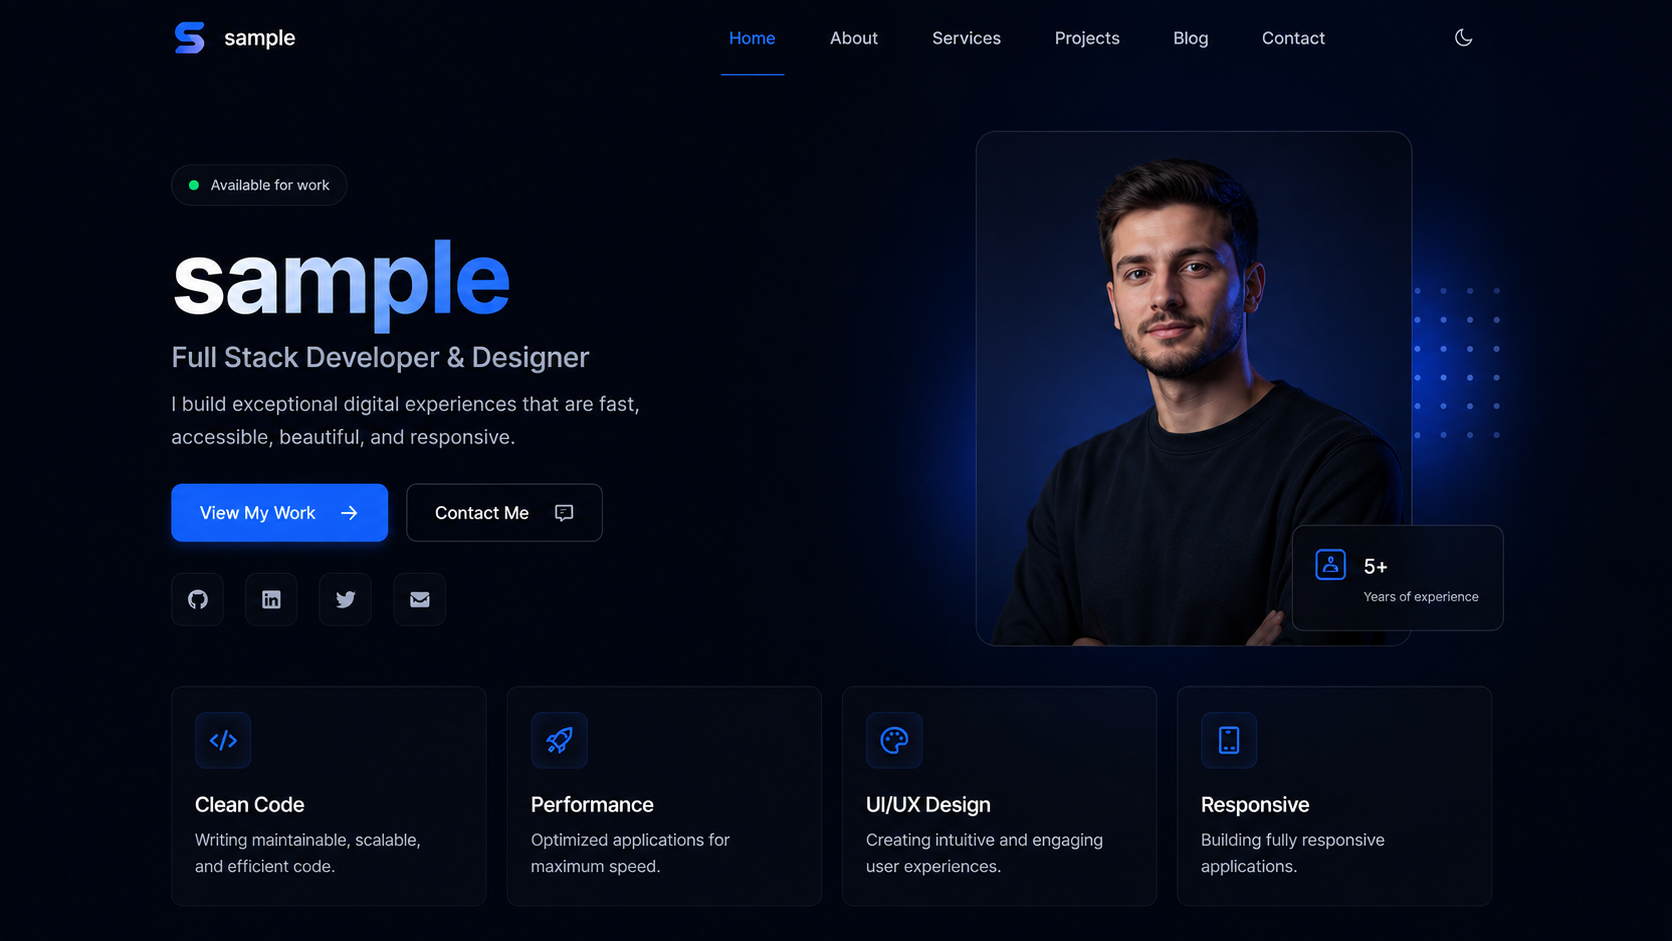 sample
Home
About
Services
Projects
Blog
Contact
Available for work
sample
Full Stack Developer & Designer
I build exceptional digital experiences that are fast,
accessible, beautiful, and responsive.
View My Work
Contact Me
5+
Years of experience
Clean Code
Writing maintainable, scalable,
and efficient code.
Performance
Optimized applications for
maximum speed.
UI/UX Design
Creating intuitive and engaging
user experiences.
Responsive
Building fully responsive
applications.